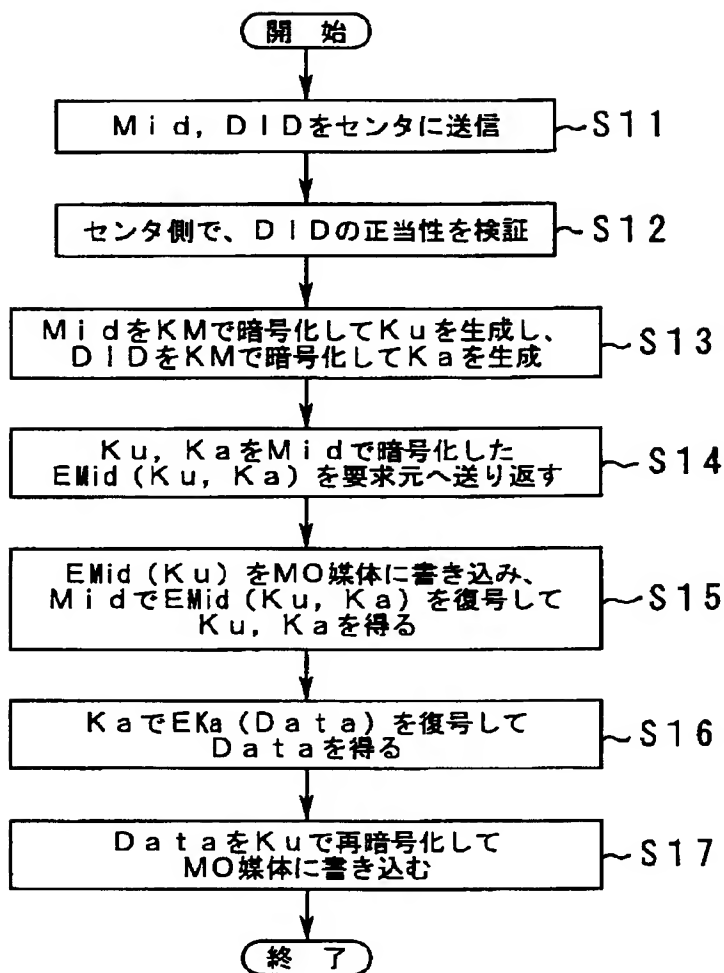 開 始
Mid, DIDをセンタに送信 ~S11
センタ側で、DIDの正当性を検証 ~S12
MidをKMで暗号化してKuを生成し、
DIDをKMで暗号化してKaを生成 ~S13
Ku, KaをMidで暗号化した
EMid (Ku, Ka) を要求元へ送り返す ~S14
EMid (Ku) をMO媒体に書き込み、
MidでEMid (Ku, Ka) を復号して
Ku, Kaを得る ~S15
KaでEKa (Data) を復号して
Dataを得る ~S16
DataをKuで再暗号化して
MO媒体に書き込む ~S17
終 了